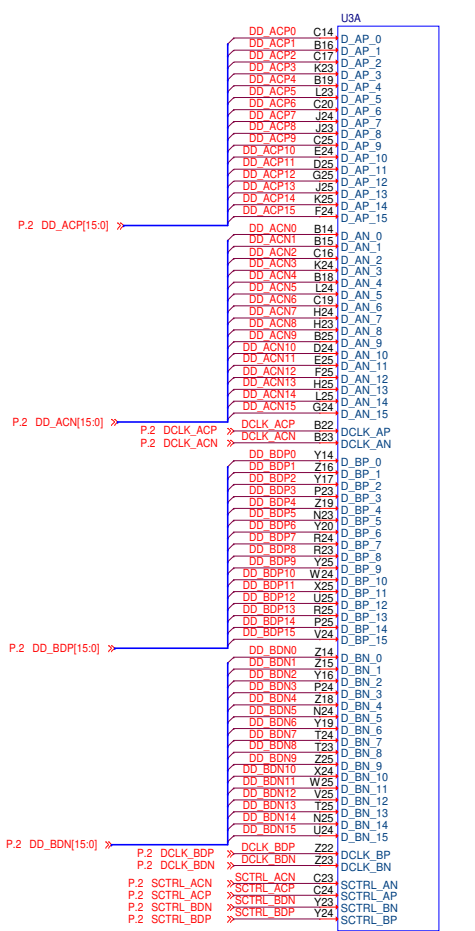 U3A
DD_ACP0 C14 D_AP_0
DD_ACP1 B16 D_AP_1
DD_ACP2 C17 D_AP_2
DD_ACP3 K23 D_AP_3
DD_ACP4 B19 D_AP_4
DD_ACP5 L23 D_AP_5
DD_ACP6 C20 D_AP_6
DD_ACP7 J24 D_AP_7
DD_ACP8 J23 D_AP_8
DD_ACP9 C25 D_AP_9
DD_ACP10 E24 D_AP_10
DD_ACP11 D25 D_AP_11
DD_ACP12 G25 D_AP_12
DD_ACP13 J25 D_AP_13
DD_ACP14 K25 D_AP_14
DD_ACP15 F24 D_AP_15
P.2 DD_ACP[15:0]
DD_ACN0 B14 D_AN_0
DD_ACN1 B15 D_AN_1
DD_ACN2 C16 D_AN_2
DD_ACN3 K24 D_AN_3
DD_ACN4 B18 D_AN_4
DD_ACN5 L24 D_AN_5
DD_ACN6 C19 D_AN_6
DD_ACN7 H24 D_AN_7
DD_ACN8 H23 D_AN_8
DD_ACN9 B25 D_AN_9
DD_ACN10 D24 D_AN_10
DD_ACN11 E25 D_AN_11
DD_ACN12 F25 D_AN_12
DD_ACN13 H25 D_AN_13
DD_ACN14 L25 D_AN_14
DD_ACN15 G24 D_AN_15
P.2 DD_ACN[15:0]
P.2 DCLK_ACP DCLK_ACP B22 DCLK_AP
P.2 DCLK_ACN DCLK_ACN B23 DCLK_AN
DD_BDP0 Y14 D_BP_0
DD_BDP1 Z16 D_BP_1
DD_BDP2 Y17 D_BP_2
DD_BDP3 P23 D_BP_3
DD_BDP4 Z19 D_BP_4
DD_BDP5 N23 D_BP_5
DD_BDP6 Y20 D_BP_6
DD_BDP7 R24 D_BP_7
DD_BDP8 R23 D_BP_8
DD_BDP9 Y25 D_BP_9
DD_BDP10 W24 D_BP_10
DD_BDP11 X25 D_BP_11
DD_BDP12 U25 D_BP_12
DD_BDP13 R25 D_BP_13
DD_BDP14 P25 D_BP_14
DD_BDP15 V24 D_BP_15
P.2 DD_BDP[15:0]
DD_BDN0 Z14 D_BN_0
DD_BDN1 Z15 D_BN_1
DD_BDN2 Y16 D_BN_2
DD_BDN3 P24 D_BN_3
DD_BDN4 Z18 D_BN_4
DD_BDN5 N24 D_BN_5
DD_BDN6 Y19 D_BN_6
DD_BDN7 T24 D_BN_7
DD_BDN8 T23 D_BN_8
DD_BDN9 Z25 D_BN_9
DD_BDN10 X24 D_BN_10
DD_BDN11 W25 D_BN_11
DD_BDN12 V25 D_BN_12
DD_BDN13 T25 D_BN_13
DD_BDN14 N25 D_BN_14
DD_BDN15 U24 D_BN_15
P.2 DD_BDN[15:0]
P.2 DCLK_BDP DCLK_BDP Z22 DCLK_BP
P.2 DCLK_BDN DCLK_BDN Z23 DCLK_BN
P.2 SCTRL_ACN SCTRL_ACN C23 SCTRL_AN
P.2 SCTRL_ACP SCTRL_ACP C24 SCTRL_AP
P.2 SCTRL_BDN SCTRL_BDN Y23 SCTRL_BN
P.2 SCTRL_BDP SCTRL_BDP Y24 SCTRL_BP